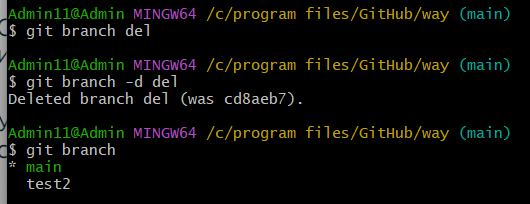 Admin11@Admin MINGW64 /c/program files/GitHub/way (main)
$ git branch del
Admin11@Admin MINGW64 /c/program files/GitHub/way (main)
$ git branch -d del
Deleted branch del (was cd8aeb7).
Admin11@Admin MINGW64 /c/program files/GitHub/way (main)
$ git branch
* main
test2